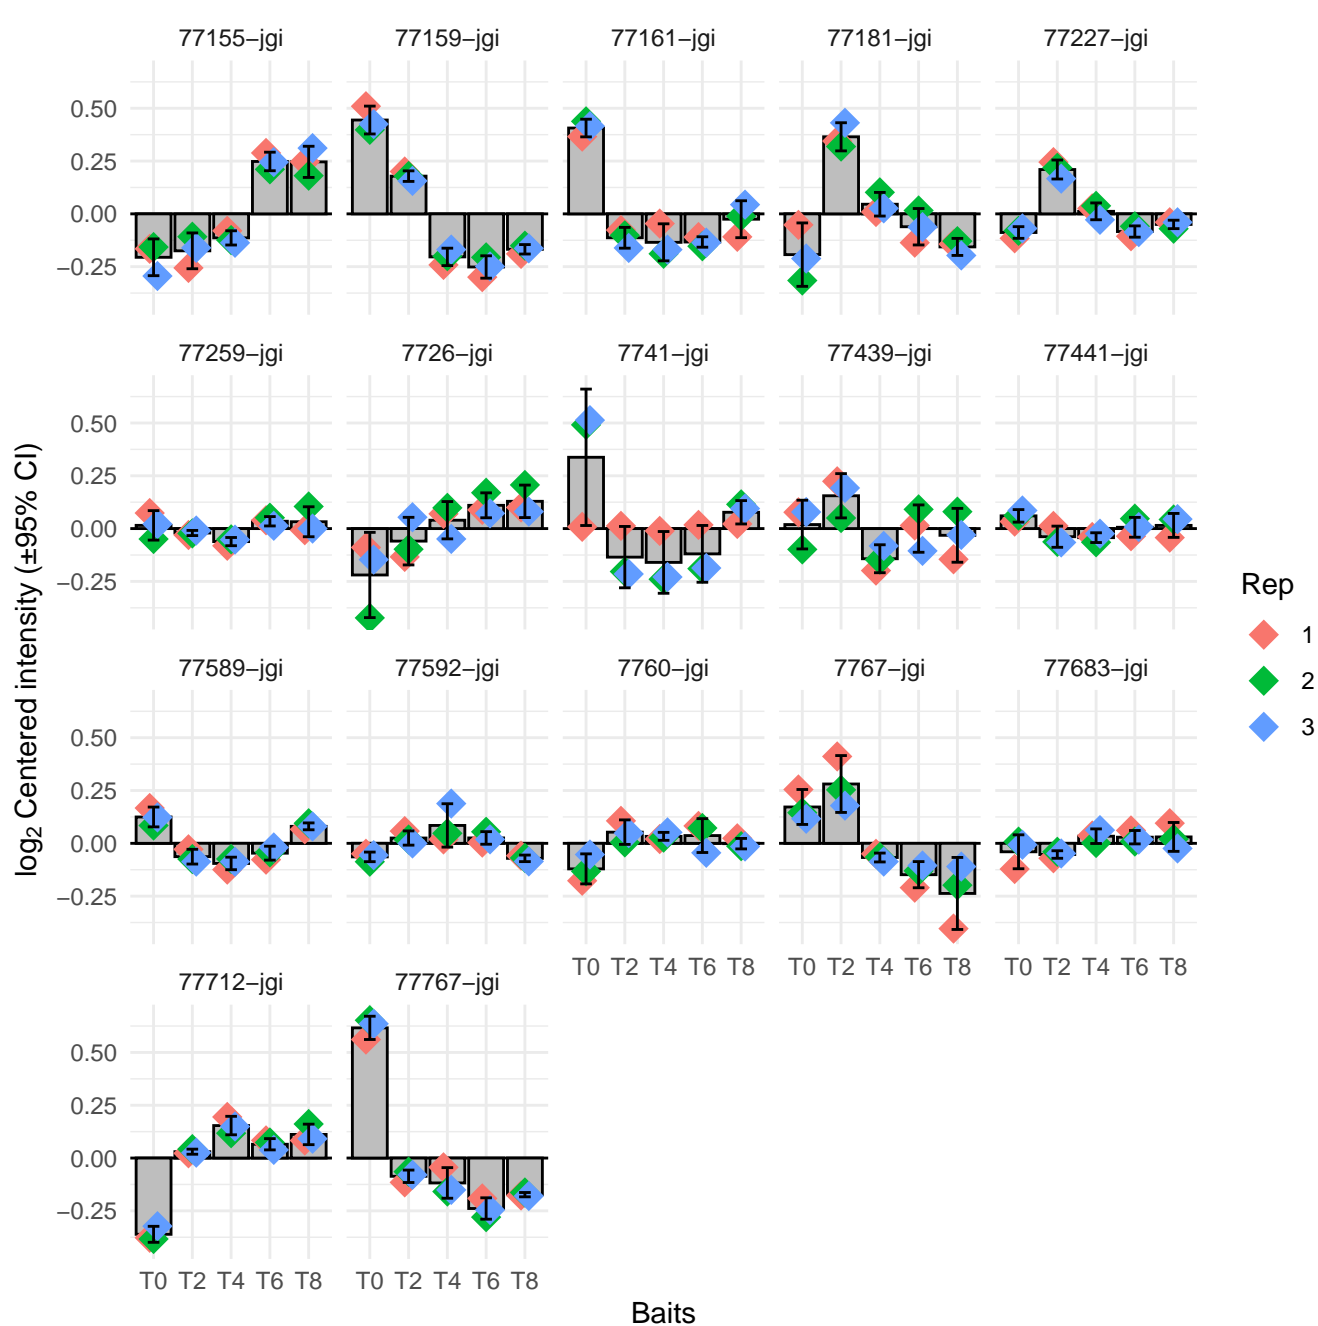 77155−jgi 77159−jgi 77161−jgi 77181−jgi 77227−jgi
0.50
0.25
0.00
−0.25
77259−jgi 7726−jgi 7741−jgi 77439−jgi 77441−jgi
0.50
0.25
0.00
−0.25
77589−jgi 77592−jgi 7760−jgi 7767−jgi 77683−jgi
0.50
0.25
0.00
−0.25
T0 T2 T4 T6 T8 T0 T2 T4 T6 T8 T0 T2 T4 T6 T8
77712−jgi 77767−jgi
0.50
0.25
0.00
−0.25
T0 T2 T4 T6 T8 T0 T2 T4 T6 T8
Baits
log2 Centered intensity (±95% CI)
Rep
1
2
3